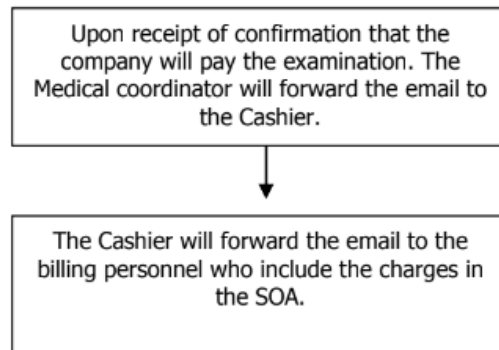 Upon receipt of confirmation that the
company will pay the examination. The
Medical coordinator will forward the email to
the Cashier.
The Cashier will forward the email to the
billing personnel who include the charges in
the SOA.